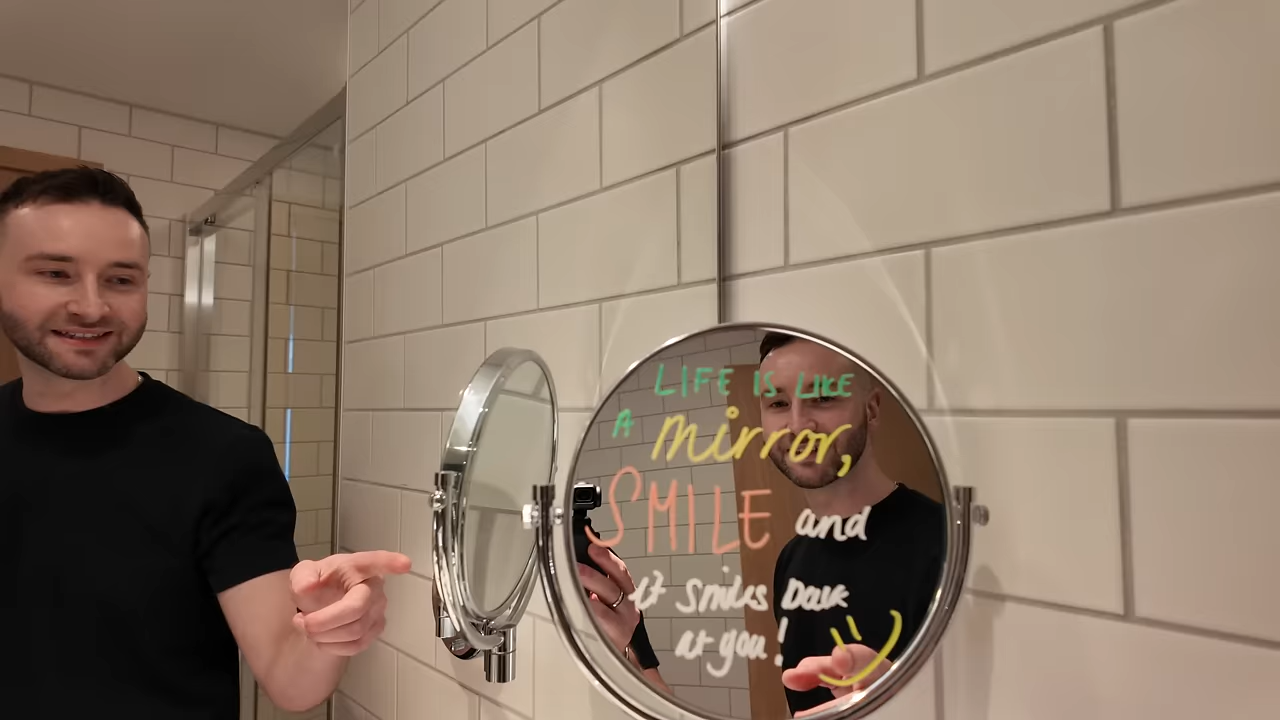 LIFE IS LIKE
A mirror,
SMILE and
it smiles back
at you!